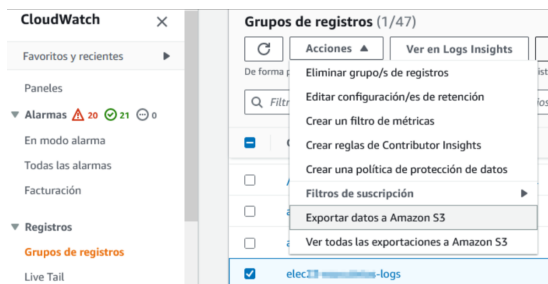 CloudWatch
Favoritos y recientes
Paneles
Alarmas 20 21 0
En modo alarma
Todas las alarmas
Facturación
Registros
Grupos de registros
Live Tail
Grupos de registros (1/47)
Acciones Ver en Logs Insights
De forma
Eliminar grupo/s de registros
Editar configuración/es de retención
Crear un filtro de métricas
Crear reglas de Contributor Insights
Crear una política de protección de datos
Filtros de suscripción
Exportar datos a Amazon S3
Ver todas las exportaciones a Amazon S3
-logs